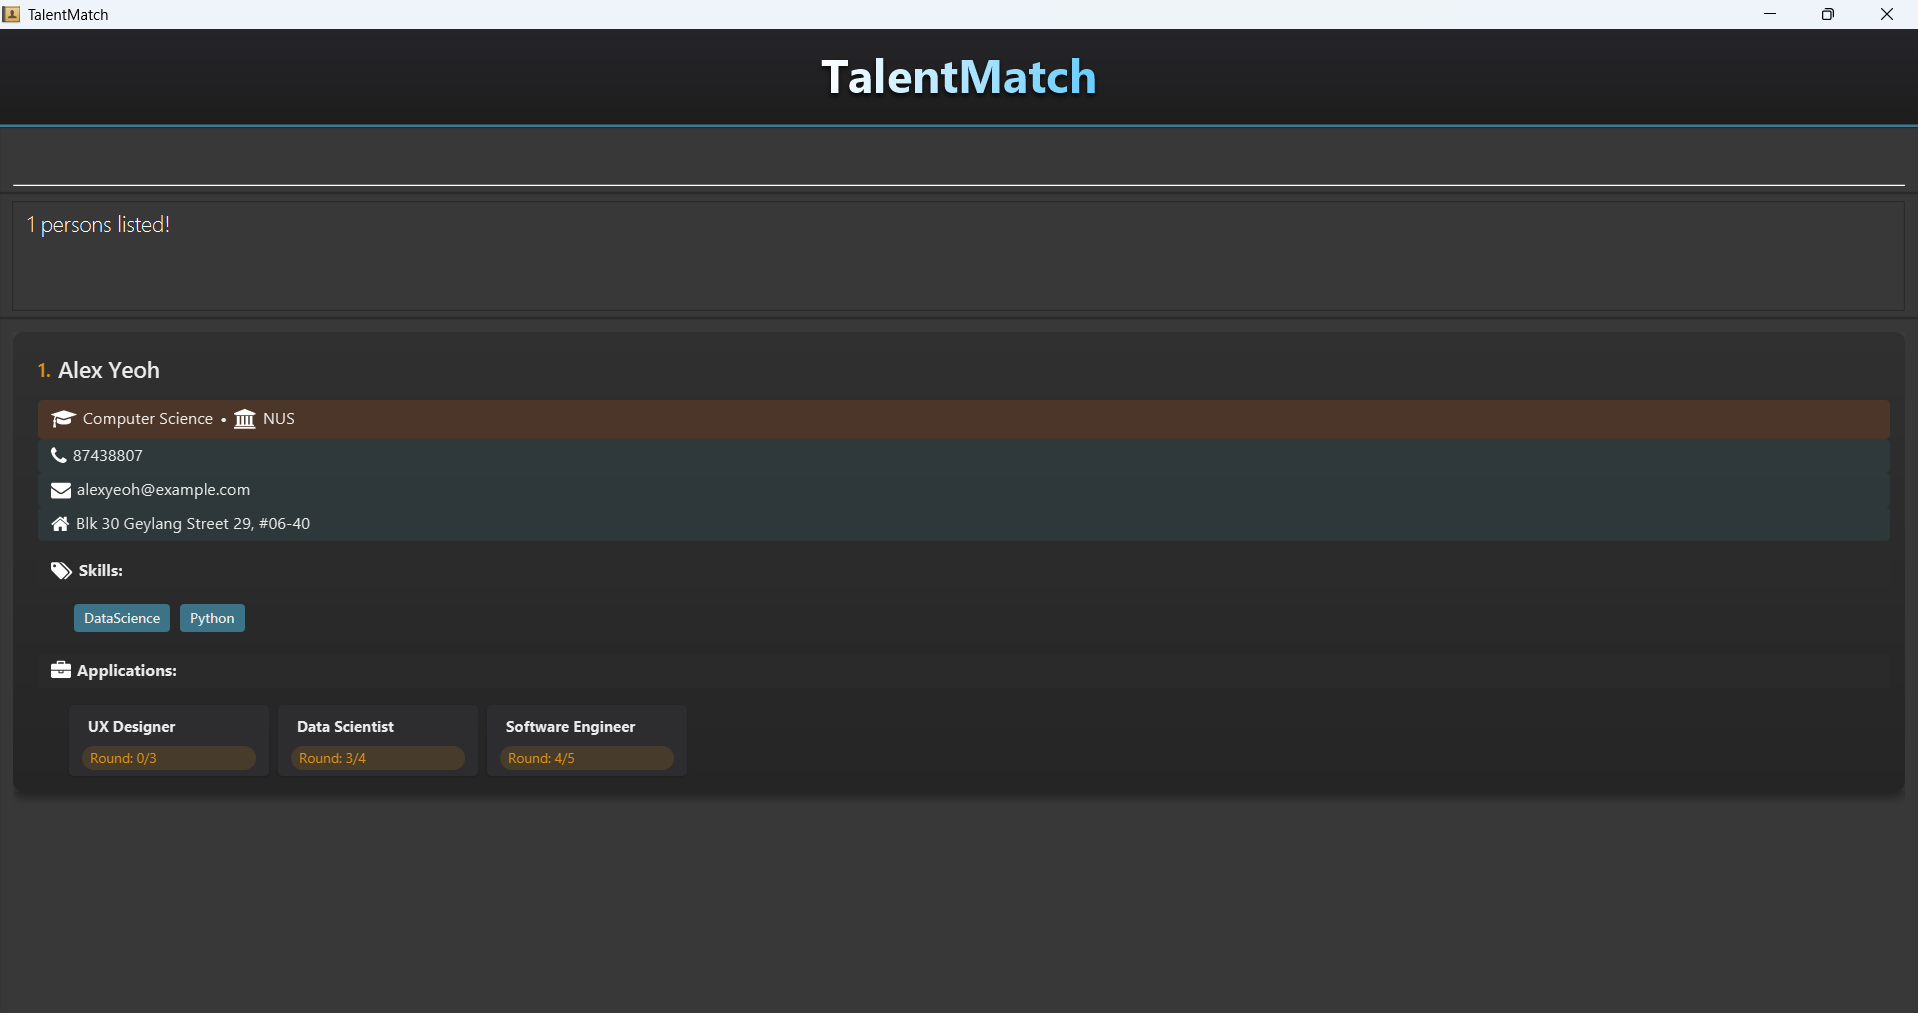 TalentMatch
TalentMatch
1 persons listed!
1. Alex Yeoh
Computer Science • NUS
87438807
alexyeoh@example.com
Blk 30 Geylang Street 29, #06-40
Skills:
DataScience Python
Applications:
UX Designer Data Scientist Software Engineer
Round: 0/3 Round: 3/4 Round: 4/5